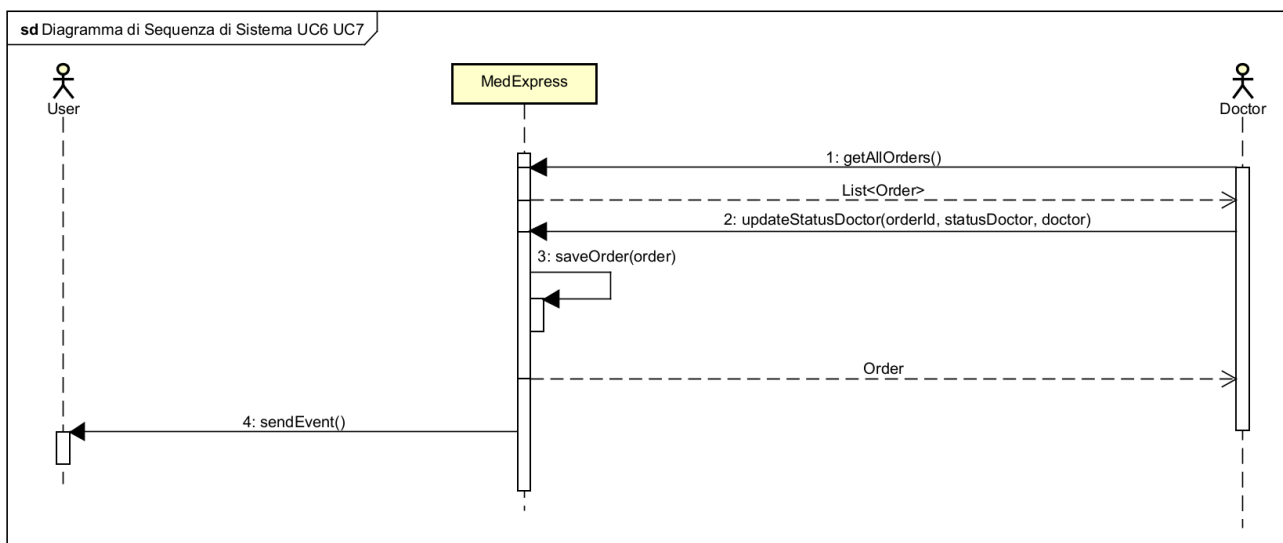 sd Diagramma di Sequenza di Sistema UC6 UC7
User
MedExpress
Doctor
1: getAllOrders()
List<Order>
2: updateStatusDoctor(orderId, statusDoctor, doctor)
3: saveOrder(order)
Order
4: sendEvent()